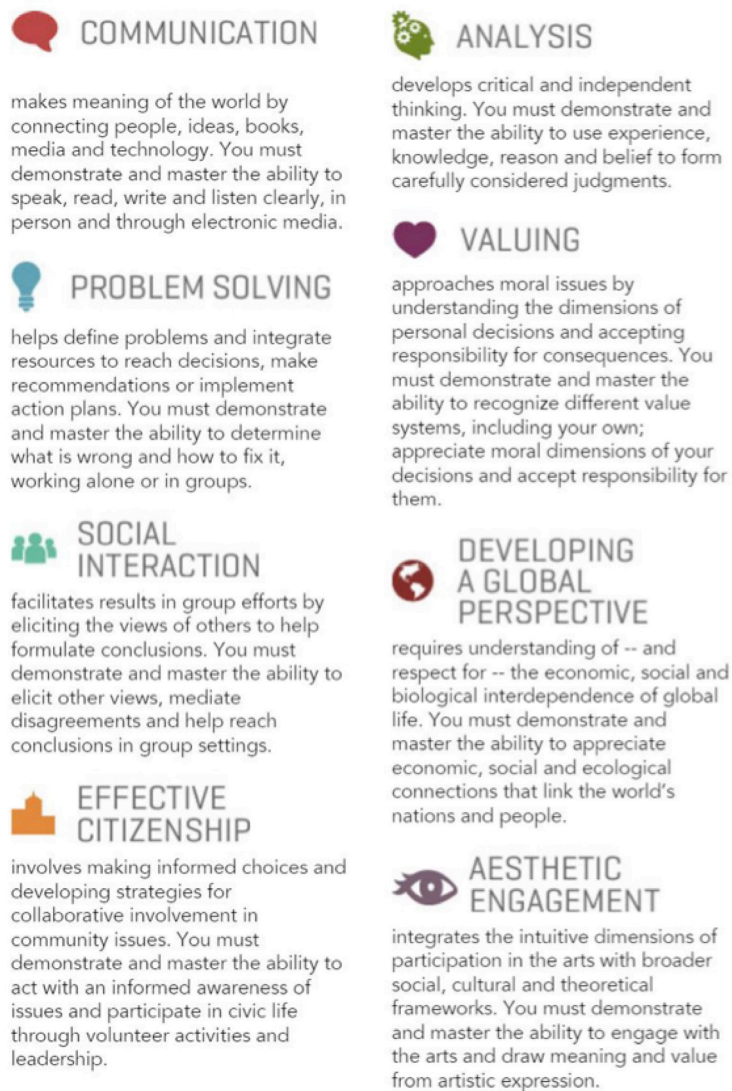 COMMUNICATION
makes meaning of the world by
connecting people, ideas, books,
media and technology. You must
demonstrate and master the ability to
speak, read, write and listen clearly, in
person and through electronic media.
PROBLEM SOLVING
helps define problems and integrate
resources to reach decisions, make
recommendations or implement
action plans. You must demonstrate
and master the ability to determine
what is wrong and how to fix it,
working alone or in groups.
SOCIAL
INTERACTION
facilitates results in group efforts by
eliciting the views of others to help
formulate conclusions. You must
demonstrate and master the ability to
elicit other views, mediate
disagreements and help reach
conclusions in group settings.
EFFECTIVE
CITIZENSHIP
involves making informed choices and
developing strategies for
collaborative involvement in
community issues. You must
demonstrate and master the ability to
act with an informed awareness of
issues and participate in civic life
through volunteer activities and
leadership.
ANALYSIS
develops critical and independent
thinking. You must demonstrate and
master the ability to use experience,
knowledge, reason and belief to form
carefully considered judgments.
VALUING
approaches moral issues by
understanding the dimensions of
personal decisions and accepting
responsibility for consequences. You
must demonstrate and master the
ability to recognize different value
systems, including your own;
appreciate moral dimensions of your
decisions and accept responsibility for
them.
DEVELOPING
A GLOBAL
PERSPECTIVE
requires understanding of -- and
respect for -- the economic, social and
biological interdependence of global
life. You must demonstrate and
master the ability to appreciate
economic, social and ecological
connections that link the world's
nations and people.
AESTHETIC
ENGAGEMENT
integrates the intuitive dimensions of
participation in the arts with broader
social, cultural and theoretical
frameworks. You must demonstrate
and master the ability to engage with
the arts and draw meaning and value
from artistic expression.